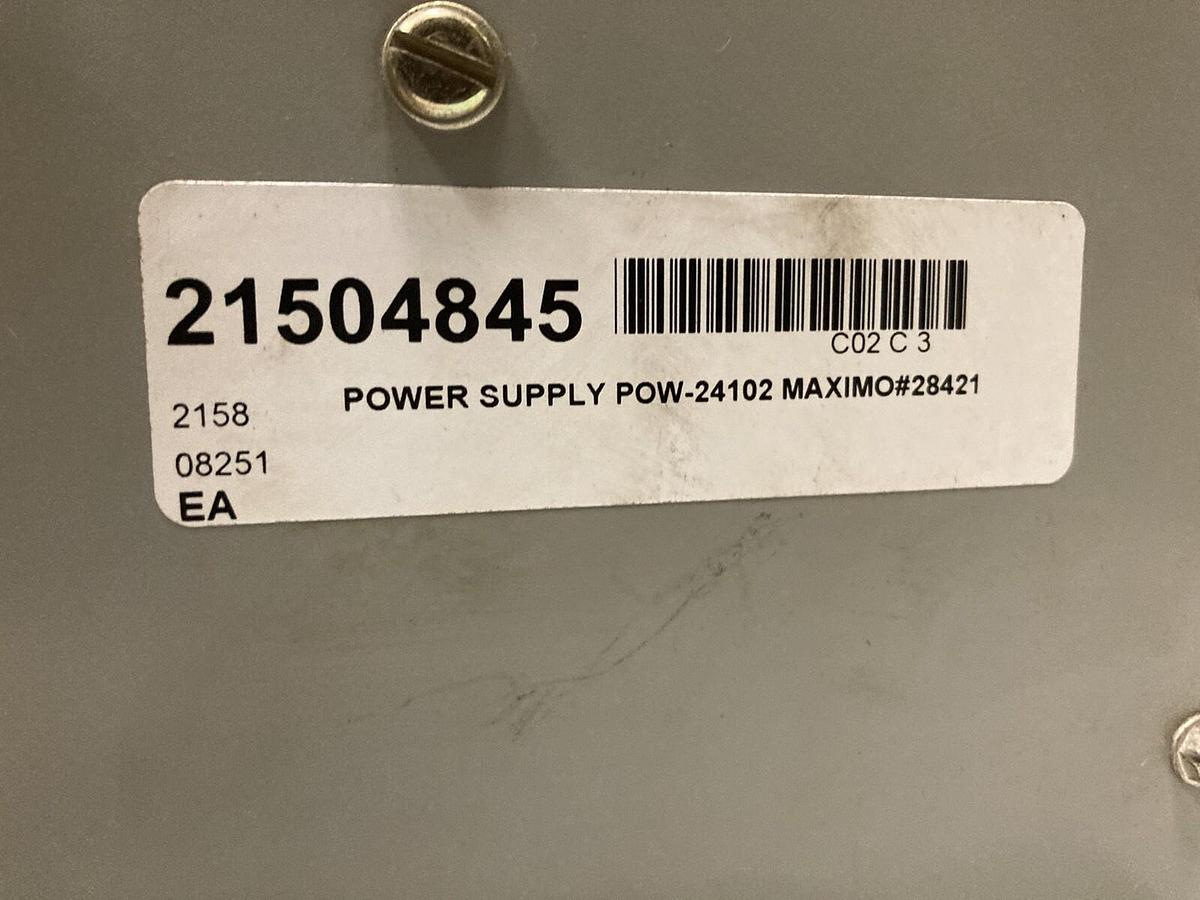 21504845
C02 C 3
POWER SUPPLY POW-24102 MAXIMO#28421
2158
08251
EA